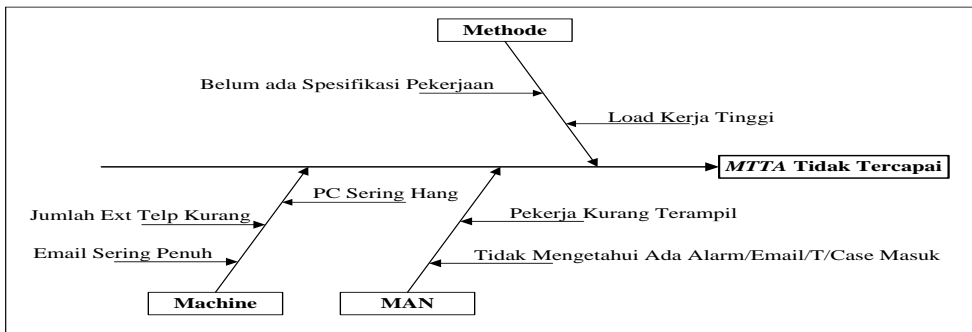 Methode
Belum ada Spesifikasi Pekerjaan
Load Kerja Tinggi
MTTA Tidak Tercapai
PC Sering Hang
Jumlah Ext Telp Kurang
Pekerja Kurang Terampil
Email Sering Penuh
Tidak Mengetahui Ada Alarm/Email/T/Case Masuk
Machine
MAN